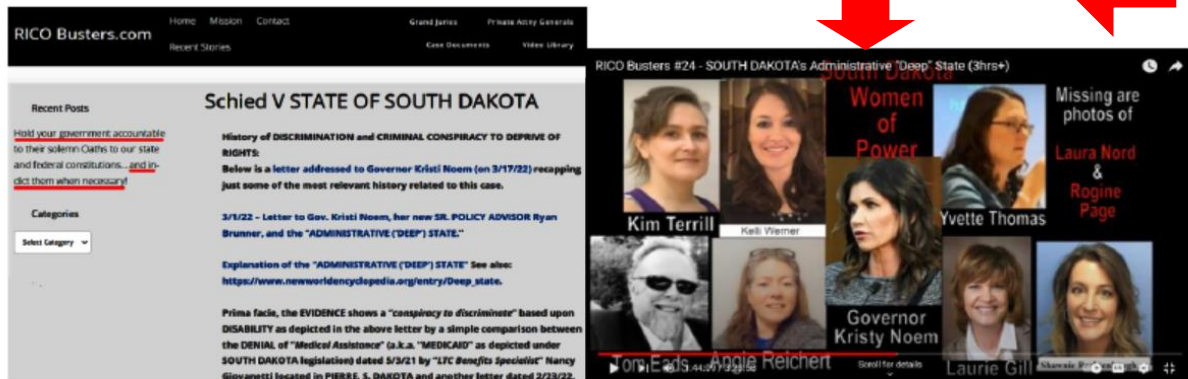 RICO Busters.com
Home Mission Contact
Recent Stories
Grand Juries Private Attny Generals
Case Documents Video Library
Recent Posts
Hold your government accountable
to their solemn Oaths to our state
and federal constitutions... and in-
dict them when necessary!
Categories
Select Category
Schied V STATE OF SOUTH DAKOTA
History of DISCRIMINATION and CRIMINAL CONSPIRACY TO DEPRIVE OF
RIGHTS:
Below is a letter addressed to Governor Kristi Noem (on 3/17/22) recapping
just some of the most relevant history related to this case.
3/1/22 – Letter to Gov. Kristi Noem, her new SR. POLICY ADVISOR Ryan
Brunner, and the "ADMINISTRATIVE ('DEEP') STATE."
Explanation of the "ADMINISTRATIVE ('DEEP') STATE" See also:
https://www.newworldencyclopedia.org/entry/Deep_state.
Prima facie, the EVIDENCE shows a "conspiracy to discriminate" based upon
DISABILITY as depicted in the above letter by a simple comparison between
the DENIAL of "Medical Assistance" (a.k.a. "MEDICAID" as depicted under
SOUTH DAKOTA legislation) dated 5/3/21 by "LTC Benefits Specialist" Nancy
Giovanetti located in PIERRE, S. DAKOTA and another letter dated 2/23/22,
RICO Busters #24 - SOUTH DAKOTA's Administrative "Deep" State (3hrs+)
South Dakota
Women
of
Power
Missing are
photos of
Laura Nord
&
Rogine
Page
Kim Terrill
Kelli Werner
Yvette Thomas
Governor
Kristy Noem
Tom Eads
Angie Reichert
Scroll for details
Laurie Gill